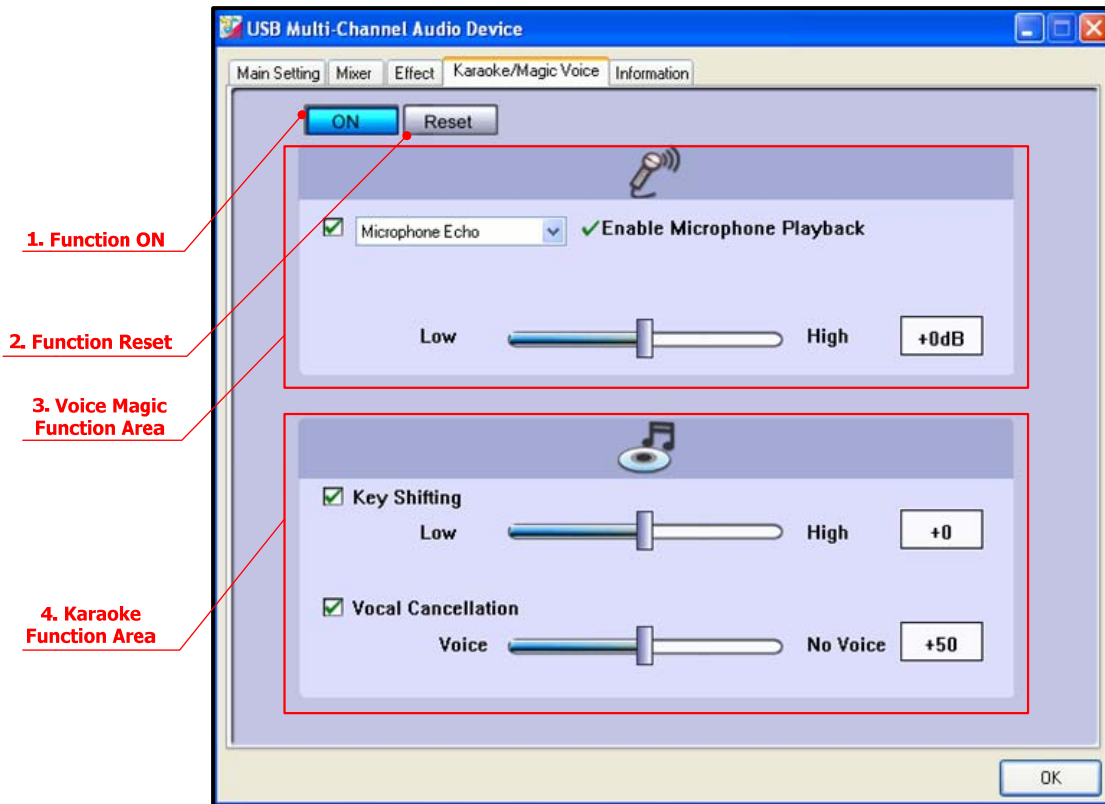 USB Multi-Channel Audio Device
Main Setting Mixer Effect Karaoke/Magic Voice Information
ON Reset
1. Function ON
Microphone Echo Enable Microphone Playback
2. Function Reset
Low High +0dB
3. Voice Magic
Function Area
Key Shifting
Low High +0
4. Karaoke
Function Area
Vocal Cancellation
Voice No Voice +50
OK